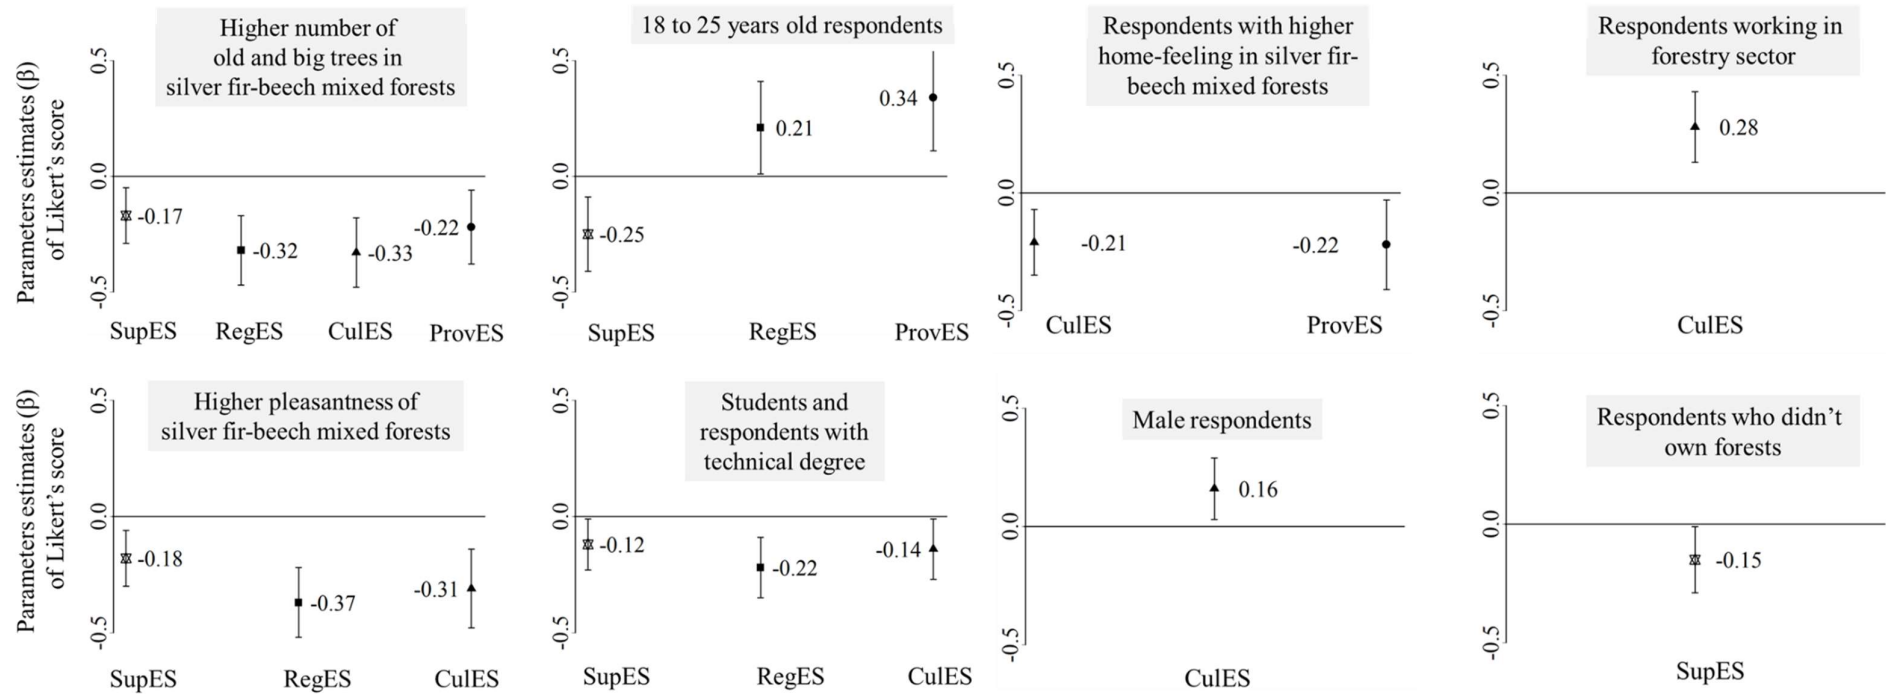 Parameters estimates (β)
of Likert's score
Higher number of
old and big trees in
silver fir-beech mixed forests
0.5
0.0
-0.5
-0.17
-0.32
-0.33
-0.22
SupES
RegES
CulES
ProvES
18 to 25 years old respondents
0.5
0.0
-0.5
-0.25
0.21
0.34
SupES
RegES
ProvES
Respondents with higher
home-feeling in silver fir-
beech mixed forests
0.5
0.0
-0.5
-0.21
-0.22
CulES
ProvES
Respondents working in
forestry sector
0.5
0.0
-0.5
0.28
CulES
Parameters estimates (β)
of Likert's score
Higher pleasantness of
silver fir-beech mixed forests
0.5
0.0
-0.5
-0.18
-0.37
-0.31
SupES
RegES
CulES
Students and
respondents with
technical degree
0.5
0.0
-0.5
-0.12
-0.22
-0.14
SupES
RegES
CulES
Male respondents
0.5
0.0
-0.5
0.16
CulES
Respondents who didn't
own forests
0.5
0.0
-0.5
-0.15
SupES